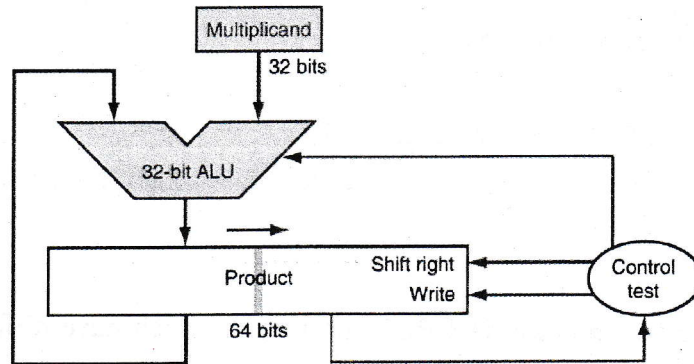 Multiplicand
32 bits
32-bit ALU
Product
Shift right
Write
Control
test
64 bits